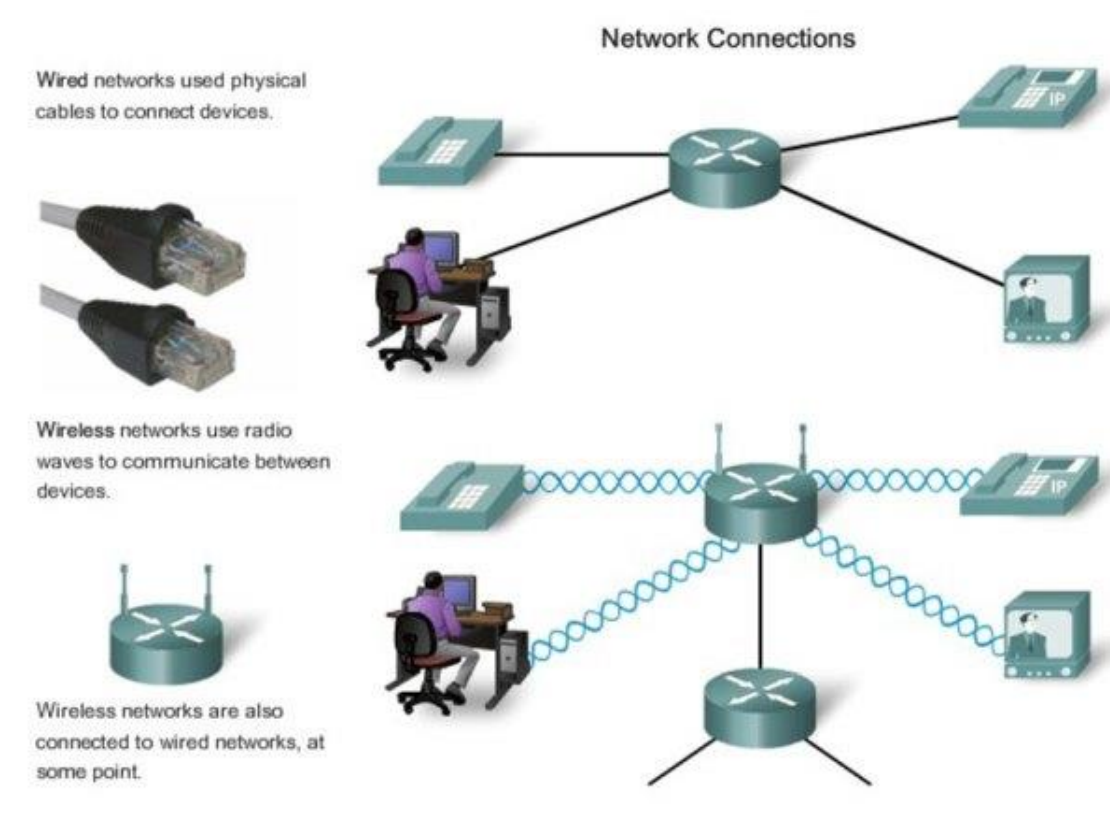 Network Connections
Wired networks used physical
cables to connect devices.
IP
Wireless networks use radio
waves to communicate between
devices.
IP
Wireless networks are also
connected to wired networks, at
some point.